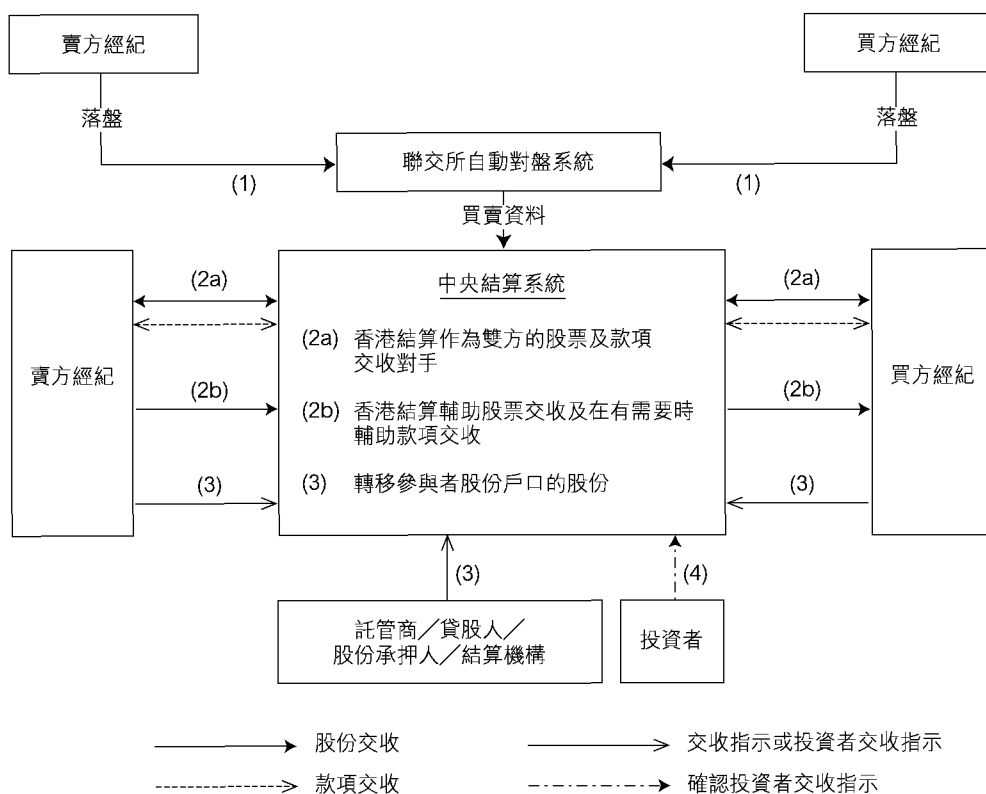 賣方經紀
買方經紀
落盤
落盤
聯交所自動對盤系統
(1)
(1)
買賣資料
中央結算系統
(2a)
(2a)
(2a) 香港結算作為雙方的股票及款項
交收對手
賣方經紀
買方經紀
(2b)
(2b)
(2b) 香港結算輔助股票交收及在有需要時
輔助款項交收
(3)
(3)
(3) 轉移參與者股份戶口的股份
(3)
(4)
託管商／貸股人／
股份承押人／結算機構
投資者
股份交收
交收指示或投資者交收指示
款項交收
確認投資者交收指示